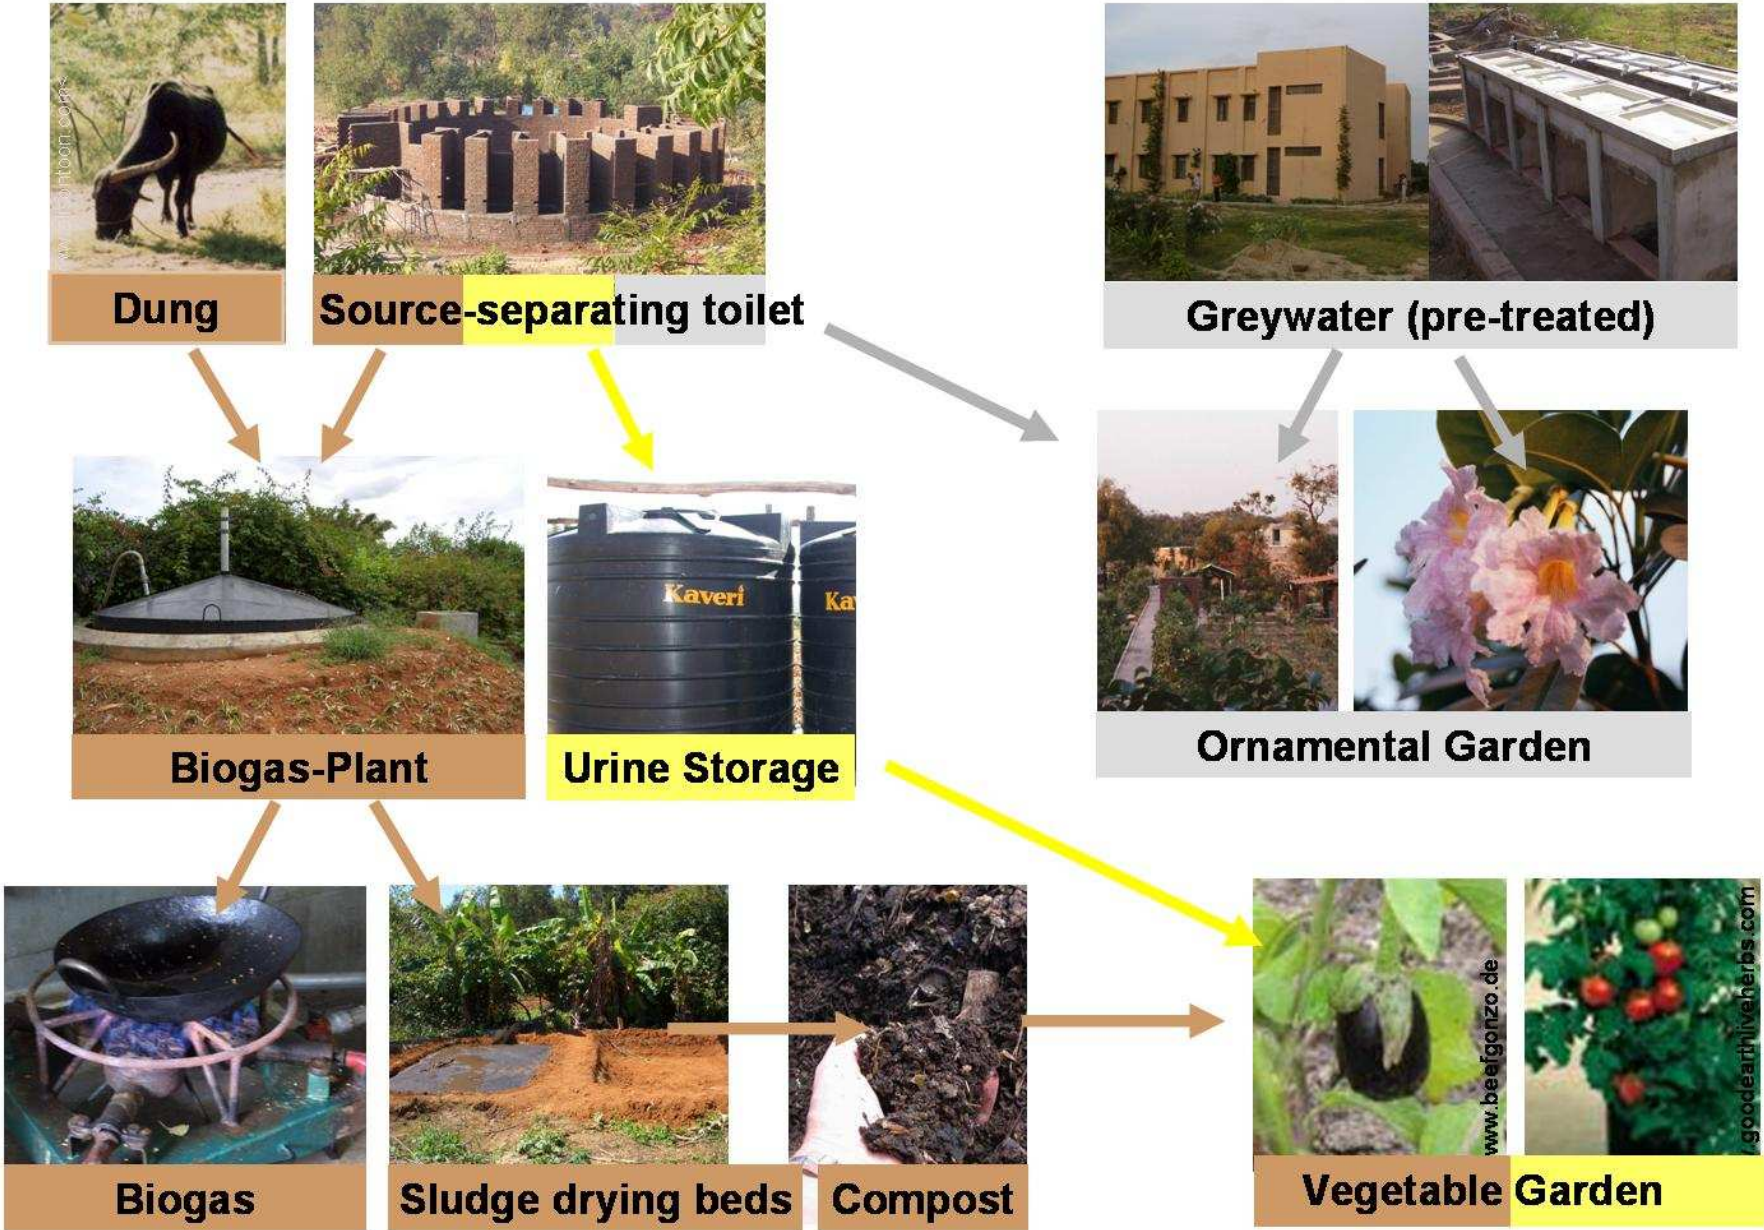 Dung
Source-separating toilet
Greywater (pre-treated)
Kaveri
Ka
Biogas-Plant
Urine Storage
Ornamental Garden
www.beefgonzo.de
goodearthliveherbs.com
Biogas
Sludge drying beds
Compost
Vegetable Garden